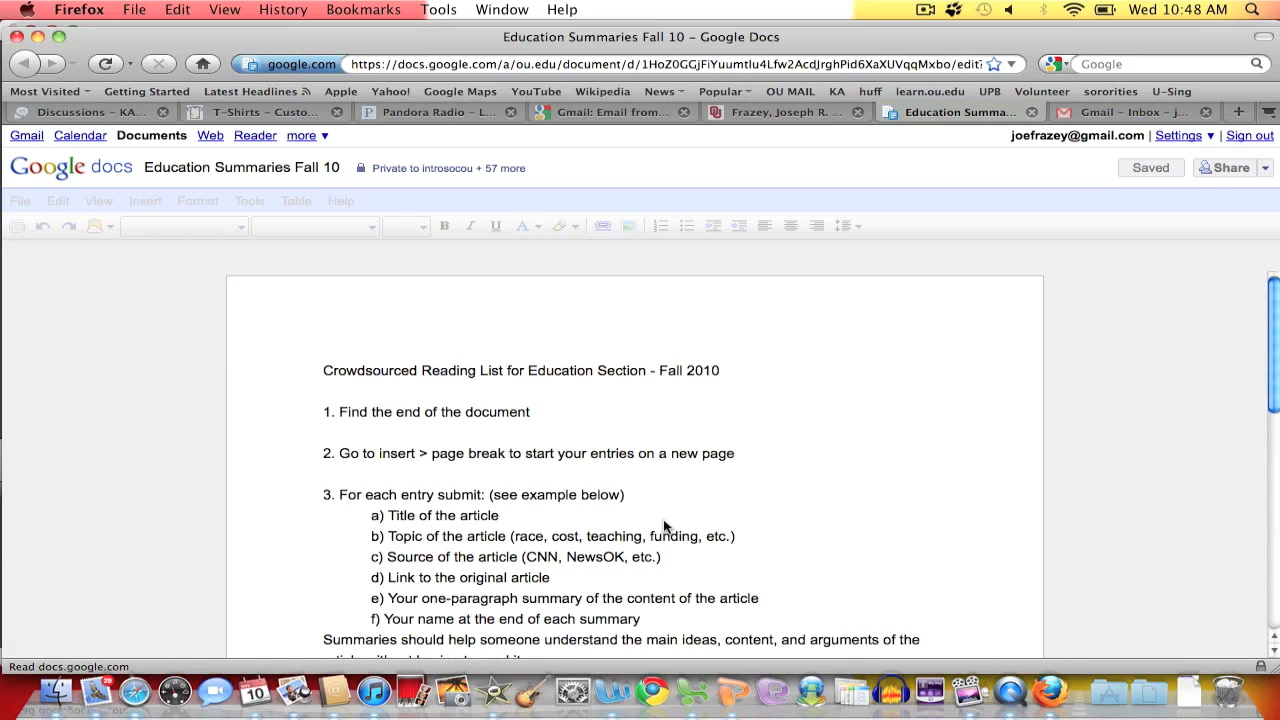 Firefox File Edit View History Bookmarks Tools Window Help Wed 10:48 AM
Education Summaries Fall 10 – Google Docs
google.com https://docs.google.com/a/ou.edu/document/d/1HoZ0GGjFiYuumtlu4Lfw2AcdJrghPid6XaXUVqqMxbo/edit? Google
Most Visited Getting Started Latest Headlines Apple Yahoo! Google Maps YouTube Wikipedia News Popular OU MAIL KA huff learn.ou.edu UPB Volunteer sororities U-Sing
Discussions – KA... T-Shirts – Custo... Pandora Radio – L... Gmail: Email from... Frazey, Joseph R. ... Education Summa... Gmail – Inbox – j...
Gmail Calendar Documents Web Reader more joefrazey@gmail.com | Settings | Sign out
Google docs Education Summaries Fall 10 Private to introsocou + 57 more Saved Share
File Edit View Insert Format Tools Table Help
B I U A
Crowdsourced Reading List for Education Section - Fall 2010
1. Find the end of the document
2. Go to insert > page break to start your entries on a new page
3. For each entry submit: (see example below)
a) Title of the article
b) Topic of the article (race, cost, teaching, funding, etc.)
c) Source of the article (CNN, NewsOK, etc.)
d) Link to the original article
e) Your one-paragraph summary of the content of the article
f) Your name at the end of each summary
Summaries should help someone understand the main ideas, content, and arguments of the
Read docs.google.com
29
10